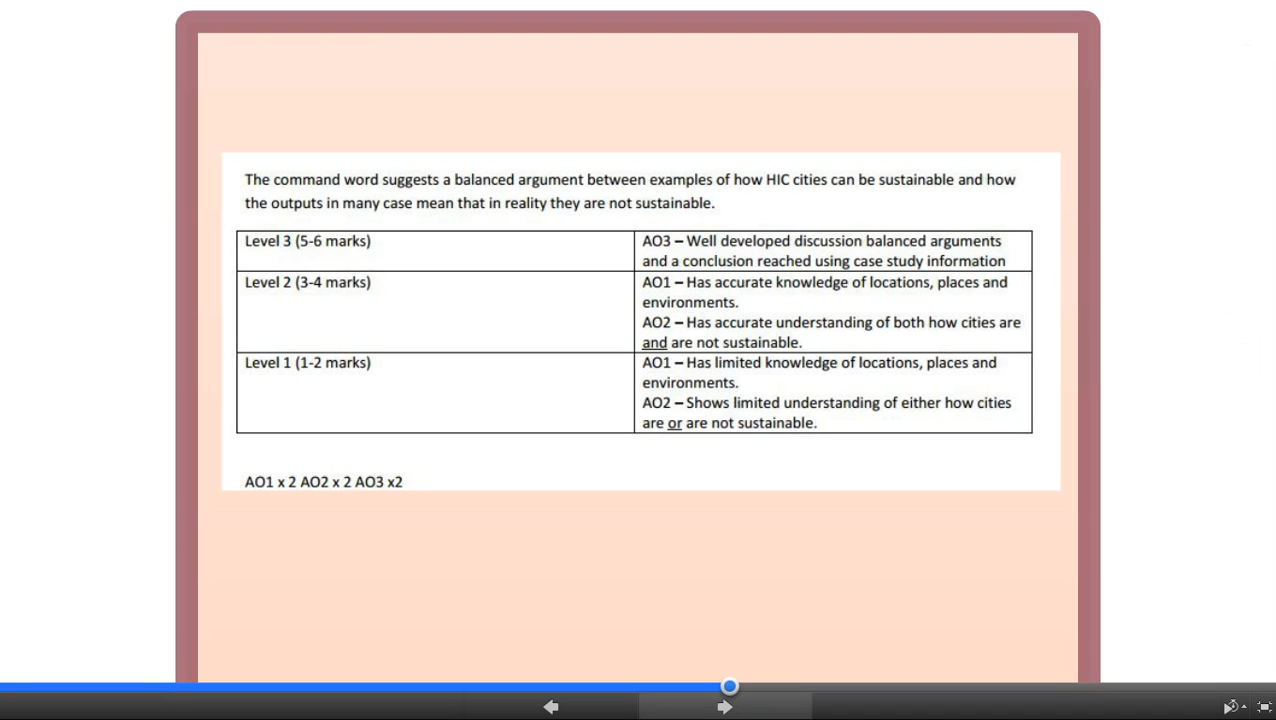 The command word suggests a balanced argument between examples of how HIC cities can be sustainable and how
the outputs in many case mean that in reality they are not sustainable.
Level 3 (5-6 marks)
AO3 – Well developed discussion balanced arguments
and a conclusion reached using case study information
Level 2 (3-4 marks)
AO1 – Has accurate knowledge of locations, places and
environments.
AO2 – Has accurate understanding of both how cities are
and are not sustainable.
Level 1 (1-2 marks)
AO1 – Has limited knowledge of locations, places and
environments.
AO2 – Shows limited understanding of either how cities
are or are not sustainable.
AO1 x 2 AO2 x 2 AO3 x2